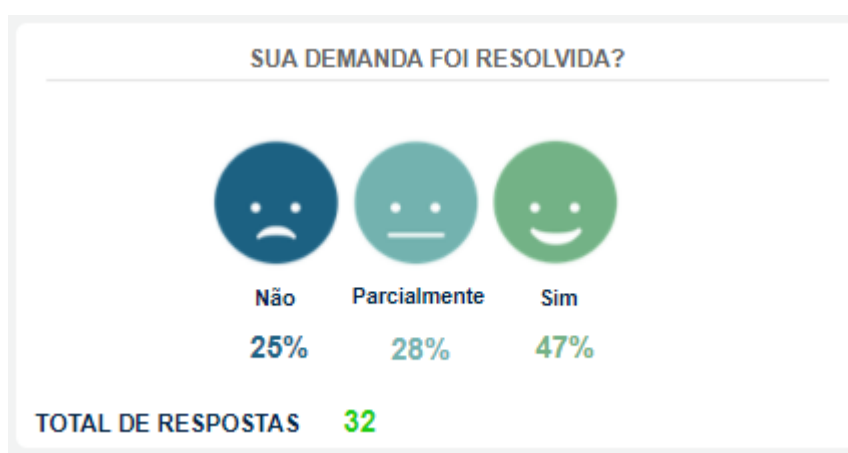 SUA DEMANDA FOI RESOLVIDA?
Não Parcialmente Sim
25% 28% 47%
TOTAL DE RESPOSTAS 32